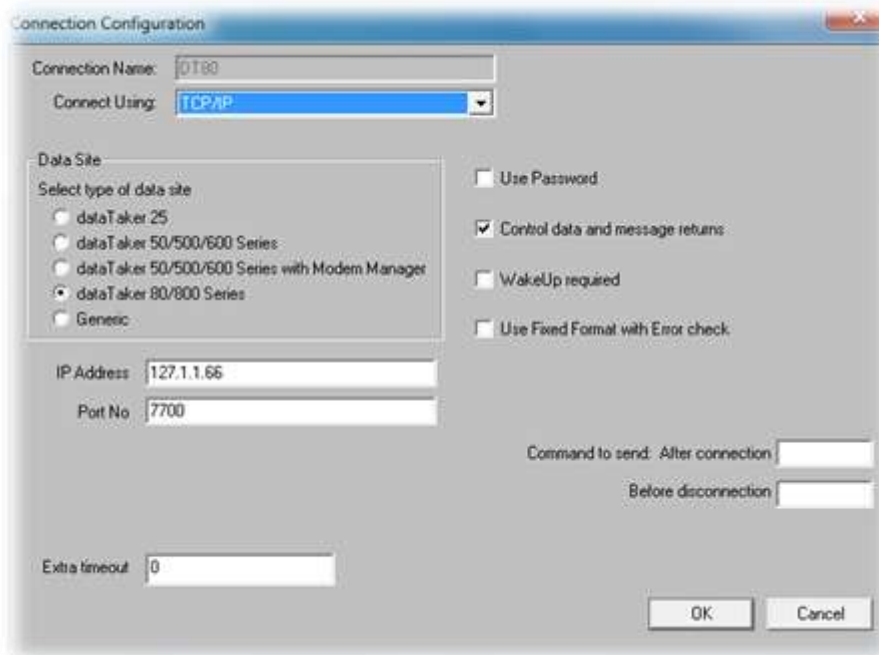 Connection Configuration
Connection Name: DT80
Connect Using: TCP/IP
Data Site
Select type of data site
dataTaker 25
dataTaker 50/500/600 Series
dataTaker 50/500/600 Series with Modem Manager
dataTaker 80/800 Series
Generic
Use Password
Control data and message returns
WakeUp required
Use Fixed Format with Error check
IP Address 127.1.1.66
Port No 7700
Command to send: After connection
Before disconnection
Extra timeout 0
OK Cancel